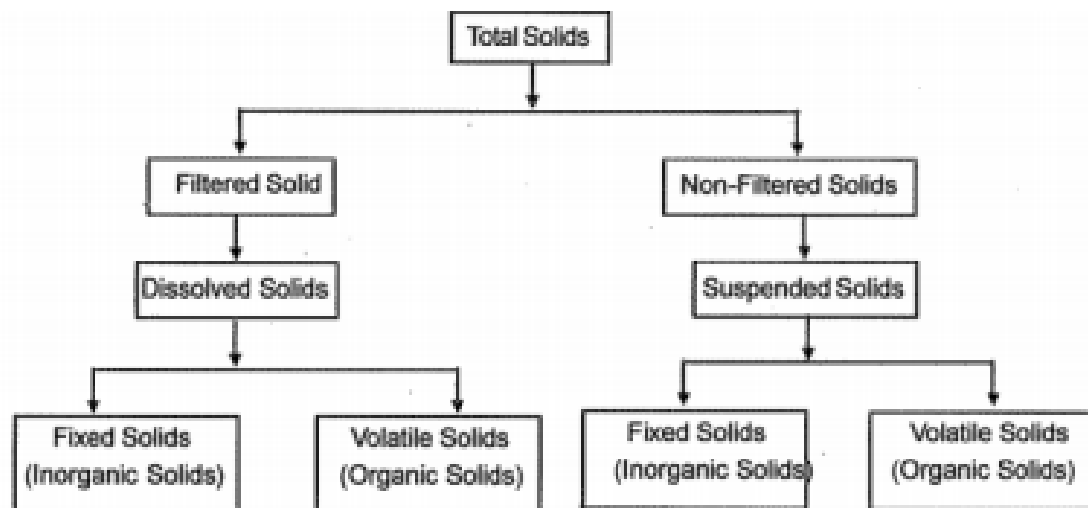 Total Solids
Filtered Solid
Non-Filtered Solids
Dissolved Solids
Suspended Solids
Fixed Solids
(Inorganic Solids)
Volatile Solids
(Organic Solids)
Fixed Solids
(Inorganic Solids)
Volatile Solids
(Organic Solids)